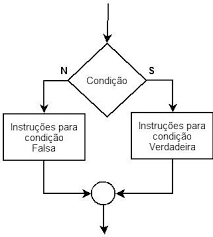 N
S
Condição
Instruções para
condição
Falsa
Instruções para
condição
Verdadeira